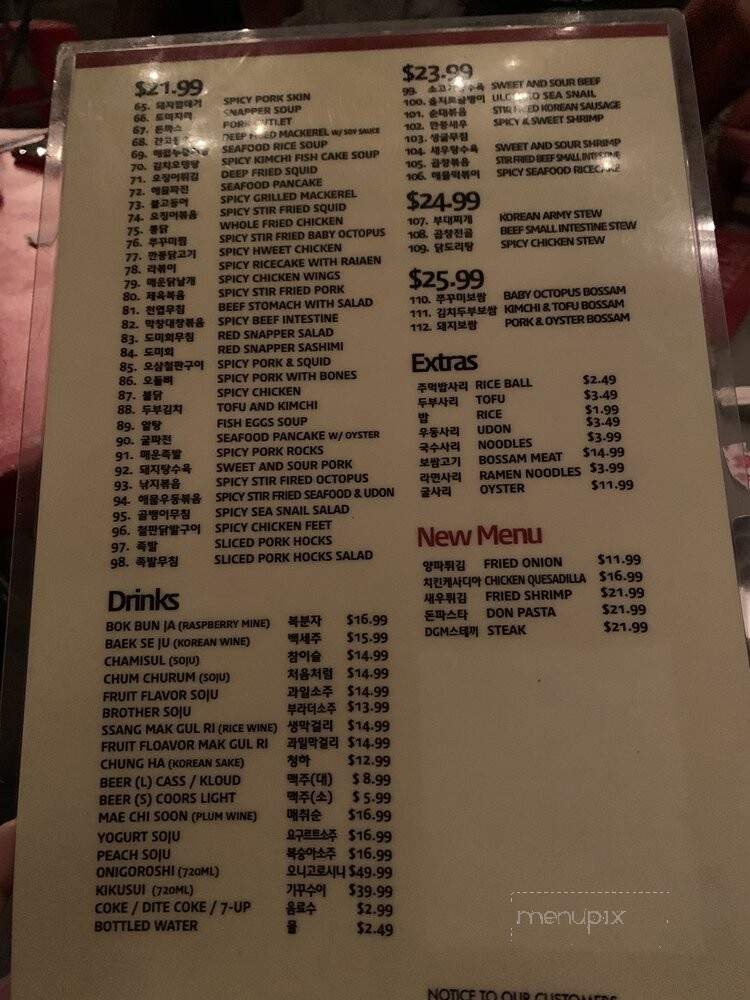 $21.99
65. 돼지껍데기 SPICY PORK SKIN
66. 도미지리 SNAPPER SOUP
67. 돈까스 PORK CUTLET
68. DEEP FRIED MACKEREL W/ SOY SAUCE
69. SEAFOOD RICE SOUP
70. 김치오뎅탕 SPICY KIMCHI FISH CAKE SOUP
71. 오징어튀김 DEEP FRIED SQUID
72. 해물파전 SEAFOOD PANCAKE
73. 불고등어 SPICY GRILLED MACKEREL
74. 오징어볶음 SPICY STIR FRIED SQUID
75. 통닭 WHOLE FRIED CHICKEN
76. 쭈꾸미찜 SPICY STIR FRIED BABY OCTOPUS
77. 깐풍닭고기 SPICY HWEET CHICKEN
78. 라볶이 SPICY RICECAKE WITH RAIAEN
79. 매운닭날개 SPICY CHICKEN WINGS
80. 제육볶음 SPICY STIR FRIED PORK
81. 천엽무침 BEEF STOMACH WITH SALAD
82. 막창대창볶음 SPICY BEEF INTESTINE
83. 도미회무침 RED SNAPPER SALAD
84. 도미회 RED SNAPPER SASHIMI
85. 오삼철판구이 SPICY PORK & SQUID
86. 오돌뼈 SPICY PORK WITH BONES
87. 불닭 SPICY CHICKEN
88. 두부김치 TOFU AND KIMCHI
89. 알탕 FISH EGGS SOUP
90. 굴파전 SEAFOOD PANCAKE W/ OYSTER
91. 매운족발 SPICY PORK ROCKS
92. 돼지탕수육 SWEET AND SOUR PORK
93. 낚지볶음 SPICY STIR FIRED OCTOPUS
94. 해물우동볶음 SPICY STIR FRIED SEAFOOD & UDON
95. 골뱅이무침 SPICY SEA SNAIL SALAD
96. 철판닭발구이 SPICY CHICKEN FEET
97. 족발 SLICED PORK HOCKS
98. 족발무침 SLICED PORK HOCKS SALAD
Drinks
BOK BUN JA (RASPBERRY MINE) 복분자 $16.99
BAEK SE JU (KOREAN WINE) 백세주 $15.99
CHAMISUL (SOJU) 참이슬 $14.99
CHUM CHURUM (SOJU) 처음처럼 $14.99
FRUIT FLAVOR SOJU 과일소주 $14.99
BROTHER SOJU 부라더소주 $13.99
SSANG MAK GUL RI (RICE WINE) 생막걸리 $14.99
FRUIT FLOAVOR MAK GUL RI 과일막걸리 $14.99
CHUNG HA (KOREAN SAKE) 청하 $12.99
BEER (L) CASS / KLOUD 맥주(대) $ 8.99
BEER (S) COORS LIGHT 맥주(소) $ 5.99
MAE CHI SOON (PLUM WINE) 매취순 $16.99
YOGURT SOJU 요구르트소주 $16.99
PEACH SOJU 복숭아소주 $16.99
ONIGOROSHI (720ML) 오니고로시니 $49.99
KIKUSUI (720ML) 기꾸수이 $39.99
COKE / DITE COKE / 7-UP 음료수 $2.99
BOTTLED WATER 물 $2.49
$23.99
99. SWEET AND SOUR BEEF
100. 을지로골뱅이 SEA SNAIL
101. 순대볶음 STIR FRIED KOREAN SAUSAGE
102. 깐풍새우 SPICY & SWEET SHRIMP
103. 생굴무침
104. 새우탕수육 SWEET AND SOUR SHRIMP
105. 곱창볶음 STIR FRIED BEEF SMALL INTESTINE
106. 해물떡볶이 SPICY SEAFOOD RICECAKE
$24.99
107. 부대찌개 KOREAN ARMY STEW
108. 곱창전골 BEEF SMALL INTESTINE STEW
109. 닭도리탕 SPICY CHICKEN STEW
$25.99
110. 쭈꾸미보쌈 BABY OCTOPUS BOSSAM
111. 김치두부보쌈 KIMCHI & TOFU BOSSAM
112. 돼지보쌈 PORK & OYSTER BOSSAM
Extras
주먹밥사리 RICE BALL $2.49
두부사리 TOFU $3.49
밥 RICE $1.99
우동사리 UDON $3.49
국수사리 NOODLES $3.99
보쌈고기 BOSSAM MEAT $14.99
라면사리 RAMEN NOODLES $3.99
굴사리 OYSTER $11.99
New Menu
양파튀김 FRIED ONION $11.99
치킨케사디아 CHICKEN QUESADILLA $16.99
새우튀김 FRIED SHRIMP $21.99
돈파스타 DON PASTA $21.99
DGM스테끼 STEAK $21.99
menupix
NOTICE TO OUR CUSTOMERS